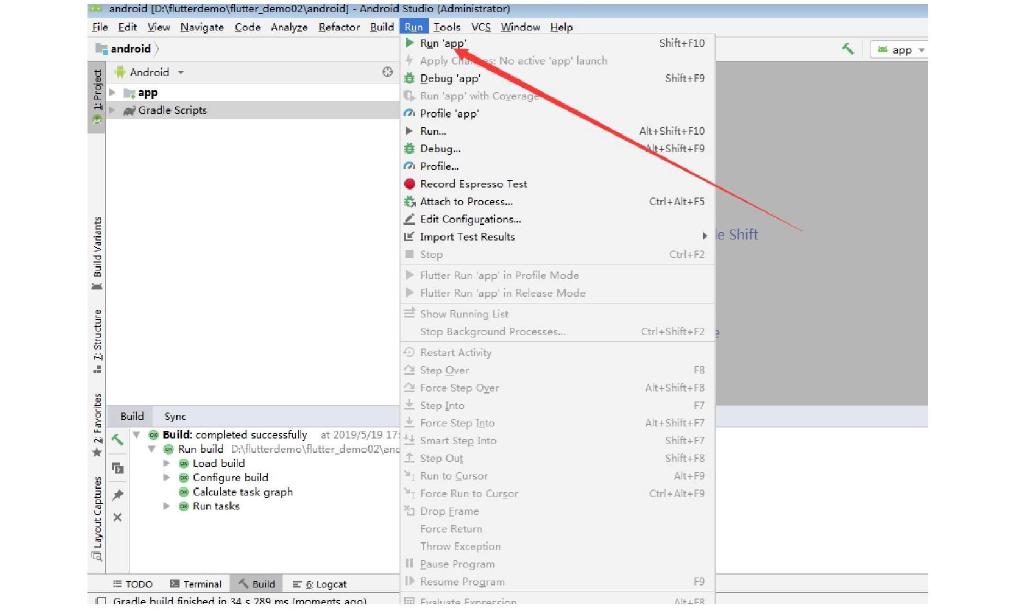 android [D:\flutterdemo\flutter_demo02\android] - Android Studio (Administrator)
File Edit View Navigate Code Analyze Refactor Build Run Tools VCS Window Help
android
app
Android
1: Project
app
Gradle Scripts
Build Variants
7: Structure
2: Favorites
Layout Captures
Run 'app' Shift+F10
Apply Changes: No active 'app' launch
Debug 'app' Shift+F9
Run 'app' with Coverage
Profile 'app'
Run... Alt+Shift+F10
Debug... Alt+Shift+F9
Profile...
Record Espresso Test
Attach to Process... Ctrl+Alt+F5
Edit Configurations...
Import Test Results
Stop Ctrl+F2
Flutter Run 'app' in Profile Mode
Flutter Run 'app' in Release Mode
Show Running List
Stop Background Processes... Ctrl+Shift+F2
Restart Activity
Step Over F8
Force Step Over Alt+Shift+F8
Step Into F7
Force Step Into Alt+Shift+F7
Smart Step Into Shift+F7
Step Out Shift+F8
Run to Cursor Alt+F9
Force Run to Cursor Ctrl+Alt+F9
Drop Frame
Force Return
Throw Exception
Pause Program
Resume Program F9
Evaluate Expression... Alt+F8
Shift
Build Sync
Build: completed successfully at 2019/5/19 17:
Run build D:\flutterdemo\flutter_demo02\and
Load build
Configure build
Calculate task graph
Run tasks
TODO Terminal Build 6: Logcat
Gradle build finished in 34 s 289 ms (moments ago)